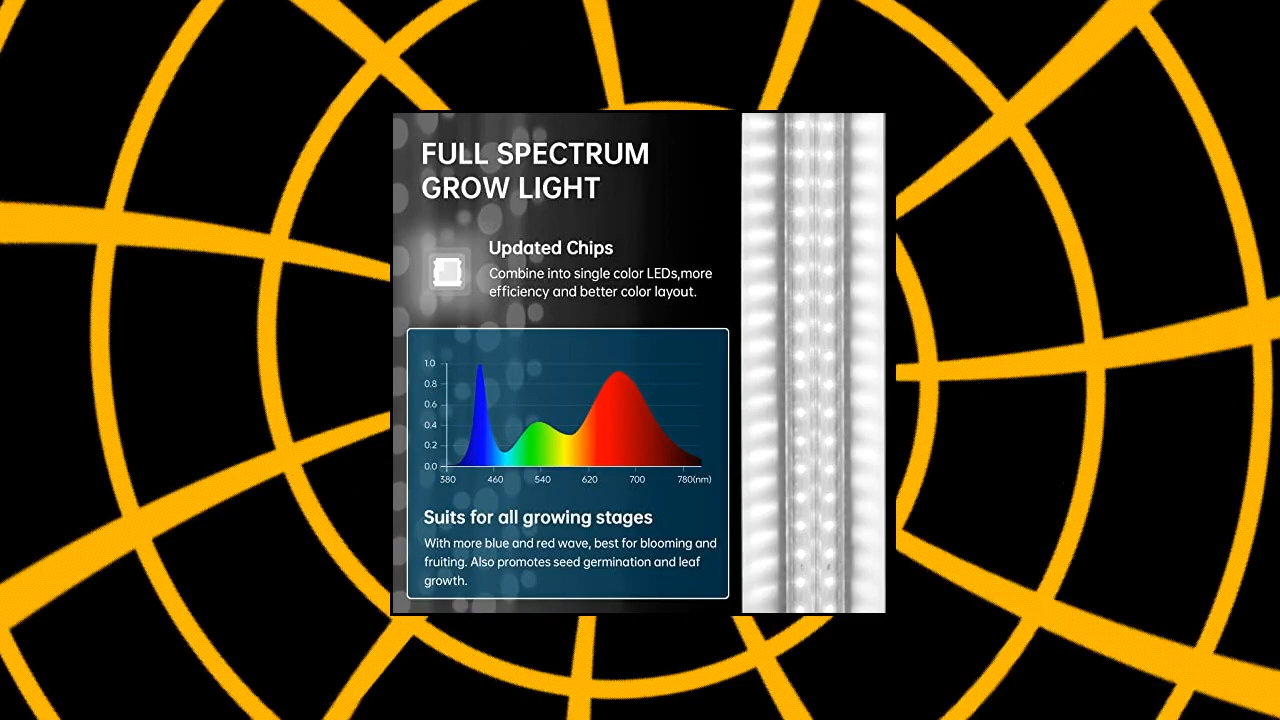 FULL SPECTRUM
GROW LIGHT
Updated Chips
Combine into single color LEDs,more
efficiency and better color layout.
1.0
0.8
0.6
0.4
0.2
0.0
380 460 540 620 700 780(nm)
Suits for all growing stages
With more blue and red wave, best for blooming and
fruiting. Also promotes seed germination and leaf
growth.